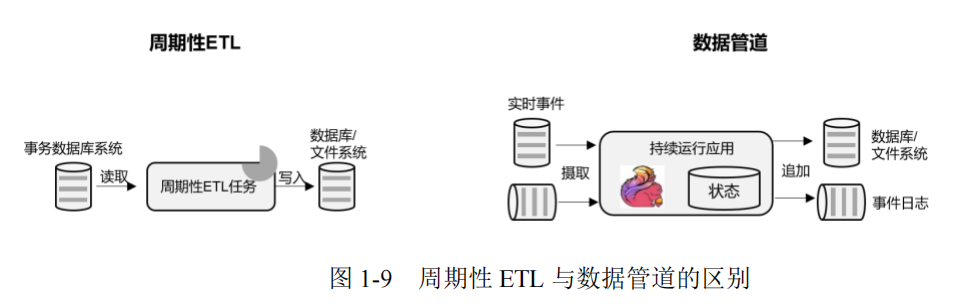 周期性ETL
数据管道
事务数据库系统
读取
周期性ETL任务
写入
数据库/
文件系统
实时事件
摄取
持续运行应用
状态
追加
数据库/
文件系统
事件日志
图 1-9 周期性 ETL 与数据管道的区别